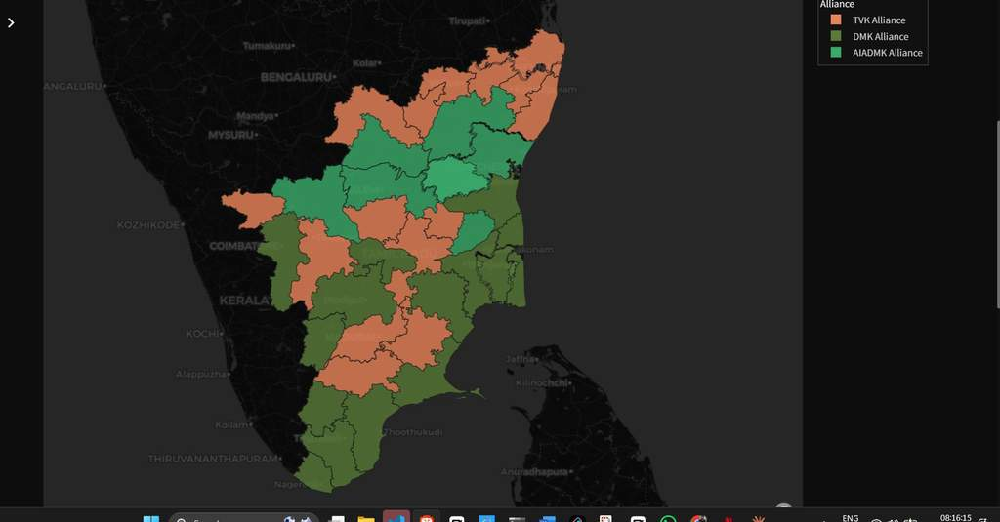 Alliance
TVK Alliance
DMK Alliance
AIADMK Alliance
Tirupati
Tumakuru
Kolar
BENGALURU
ANGALURU
Mandya
MYSURU
KOZHIKODE
COIMBAT
akonam
KERALA
KOCHI
Jaffna
Alappuzha
Kilinochchi
Kollam
Thoothukudi
THIRUVANANTHAPURAM
Anuradhapura
Nager
ENG
08:16:15